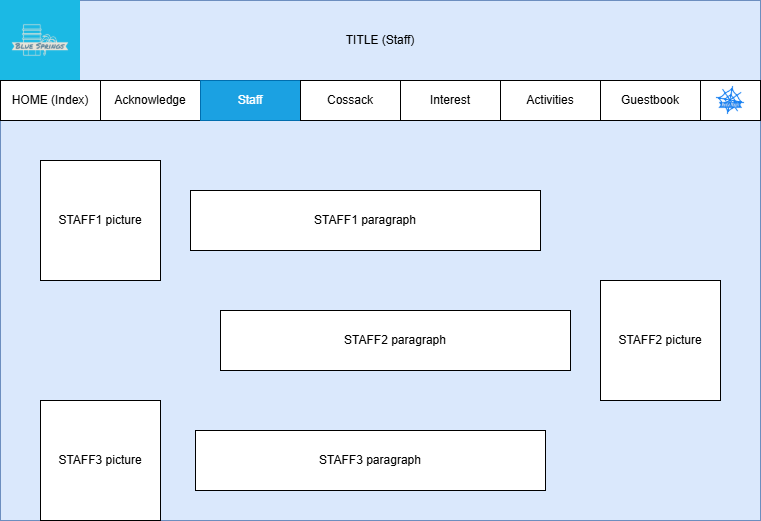 BLUE SPRINGS
TITLE (Staff)
HOME (Index)
Acknowledge
Staff
Cossack
Interest
Activities
Guestbook
STAFF1 picture
STAFF1 paragraph
STAFF2 paragraph
STAFF2 picture
STAFF3 picture
STAFF3 paragraph